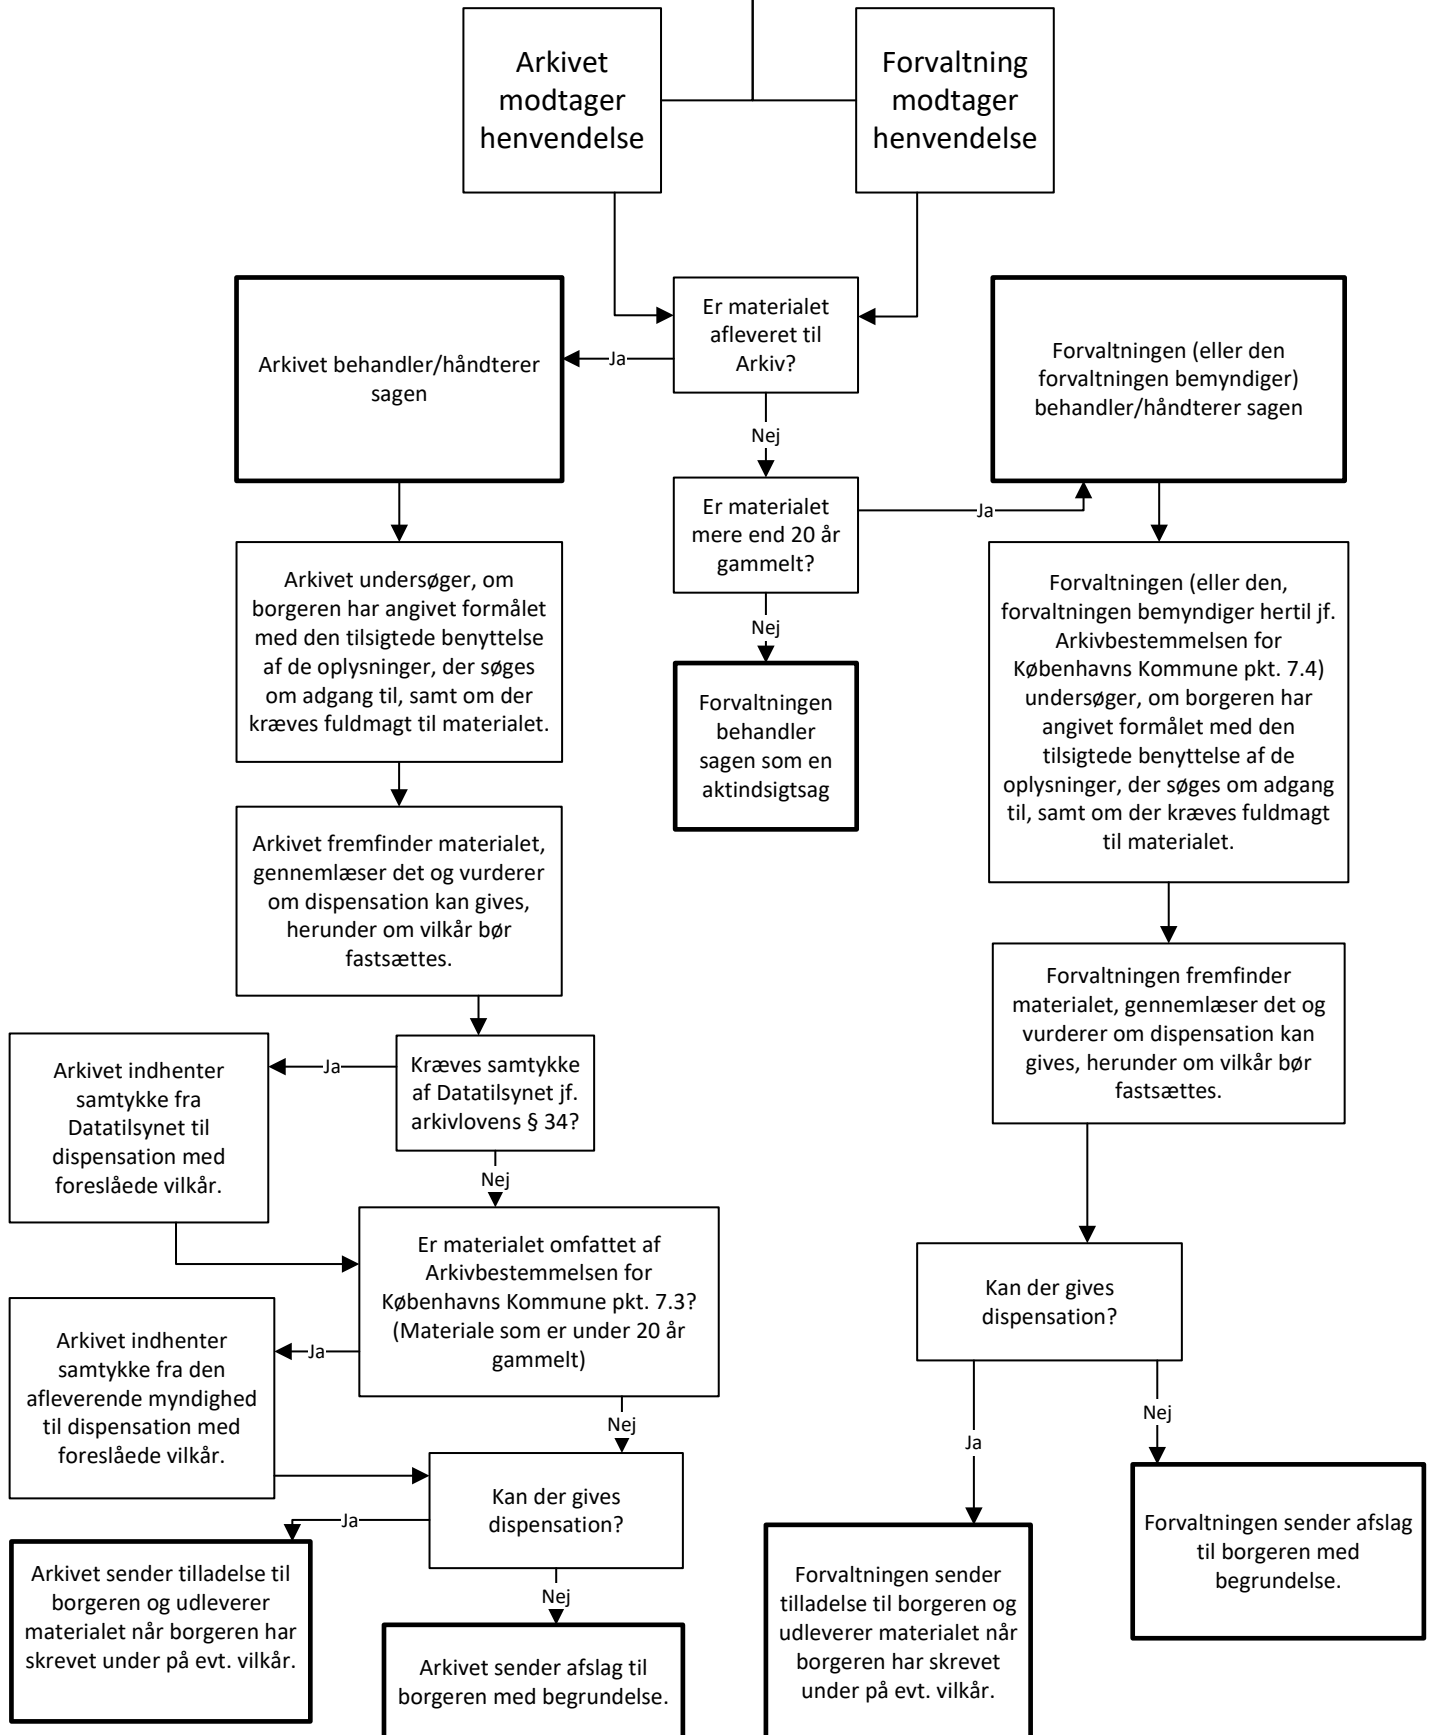 Arkivet
modtager
henvendelse
Forvaltning
modtager
henvendelse
Er materialet
afleveret til
Arkiv?
Ja
Arkivet behandler/håndterer
sagen
Forvaltningen (eller den
forvaltningen bemyndiger)
behandler/håndterer sagen
Nej
Er materialet
mere end 20 år
gammelt?
Ja
Nej
Forvaltningen
behandler
sagen som en
aktindsigtsag
Arkivet undersøger, om
borgeren har angivet formålet
med den tilsigtede benyttelse
af de oplysninger, der søges
om adgang til, samt om der
kræves fuldmagt til materialet.
Forvaltningen (eller den,
forvaltningen bemyndiger hertil jf.
Arkivbestemmelsen for
Københavns Kommune pkt. 7.4)
undersøger, om borgeren har
angivet formålet med den
tilsigtede benyttelse af de
oplysninger, der søges om adgang
til, samt om der kræves fuldmagt
til materialet.
Arkivet fremfinder materialet,
gennemlæser det og vurderer
om dispensation kan gives,
herunder om vilkår bør
fastsættes.
Forvaltningen fremfinder
materialet, gennemlæser det og
vurderer om dispensation kan
gives, herunder om vilkår bør
fastsættes.
Kræves samtykke
af Datatilsynet jf.
arkivlovens § 34?
Ja
Arkivet indhenter
samtykke fra
Datatilsynet til
dispensation med
foreslåede vilkår.
Nej
Er materialet omfattet af
Arkivbestemmelsen for
Københavns Kommune pkt. 7.3?
(Materiale som er under 20 år
gammelt)
Ja
Arkivet indhenter
samtykke fra den
afleverende myndighed
til dispensation med
foreslåede vilkår.
Nej
Kan der gives
dispensation?
Ja
Arkivet sender tilladelse til
borgeren og udleverer
materialet når borgeren har
skrevet under på evt. vilkår.
Nej
Arkivet sender afslag til
borgeren med begrundelse.
Kan der gives
dispensation?
Ja
Forvaltningen sender
tilladelse til borgeren og
udleverer materialet når
borgeren har skrevet
under på evt. vilkår.
Nej
Forvaltningen sender afslag
til borgeren med
begrundelse.